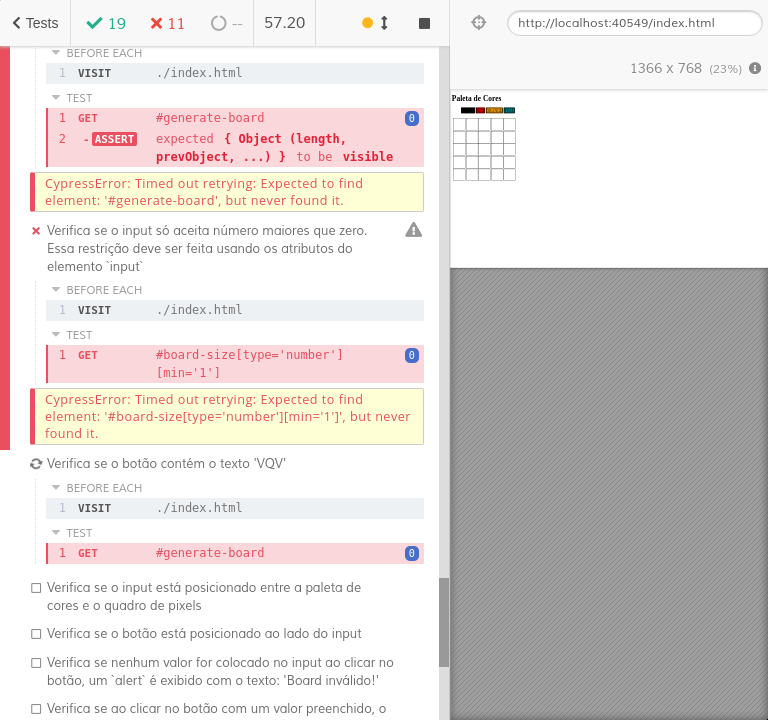 Tests 19 11 -- 57.20
http://localhost:40549/index.html
1366 x 768 (23%)
BEFORE EACH
1 VISIT ./index.html
TEST
1 GET #generate-board 0
2 - ASSERT expected { Object (length,
prevObject, ...) } to be visible
CypressError: Timed out retrying: Expected to find
element: '#generate-board', but never found it.
Verifica se o input só aceita número maiores que zero.
Essa restrição deve ser feita usando os atributos do
elemento `input`
BEFORE EACH
1 VISIT ./index.html
TEST
1 GET #board-size[type='number'] 0
[min='1']
CypressError: Timed out retrying: Expected to find
element: '#board-size[type='number'][min='1']', but never
found it.
Verifica se o botão contém o texto 'VQV'
BEFORE EACH
1 VISIT ./index.html
TEST
1 GET #generate-board 0
Verifica se o input está posicionado entre a paleta de
cores e o quadro de pixels
Verifica se o botão está posicionado ao lado do input
Verifica se nenhum valor for colocado no input ao clicar no
botão, um `alert` é exibido com o texto: 'Board inválido!'
Verifica se ao clicar no botão com um valor preenchido, o
Paleta de Cores